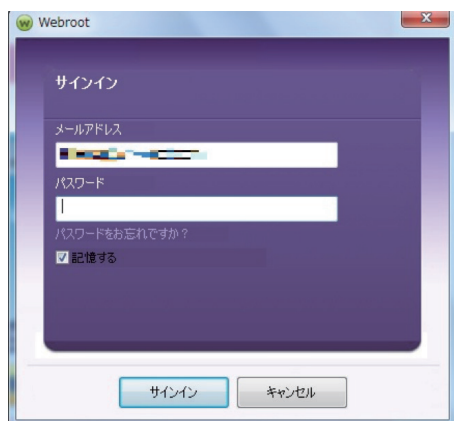 Webroot
サインイン
メールアドレス
パスワード
パスワードをお忘れですか？
記憶する
サインイン
キャンセル